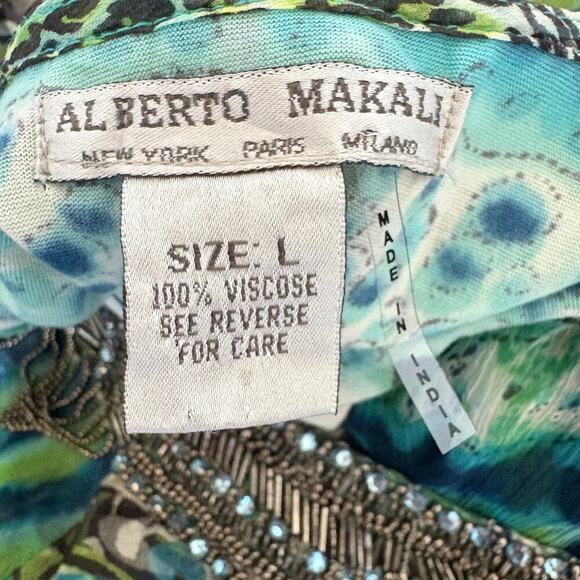 ALBERTO MAKALI
NEW YORK PARIS MILANO
SIZE: L
100% VISCOSE
SEE REVERSE
FOR CARE
MADE IN INDIA